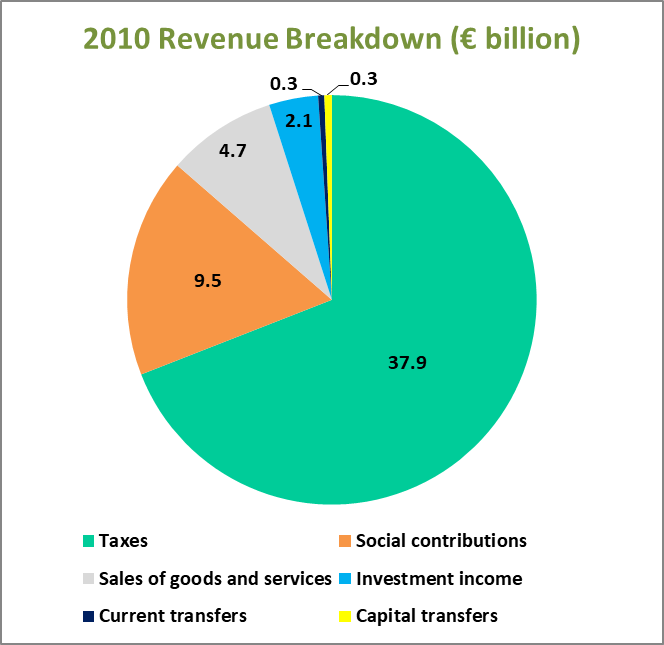 2010 Revenue Breakdown (€ billion)
0.3
0.3
2.1
4.7
9.5
37.9
Taxes
Social contributions
Sales of goods and services
Investment income
Current transfers
Capital transfers